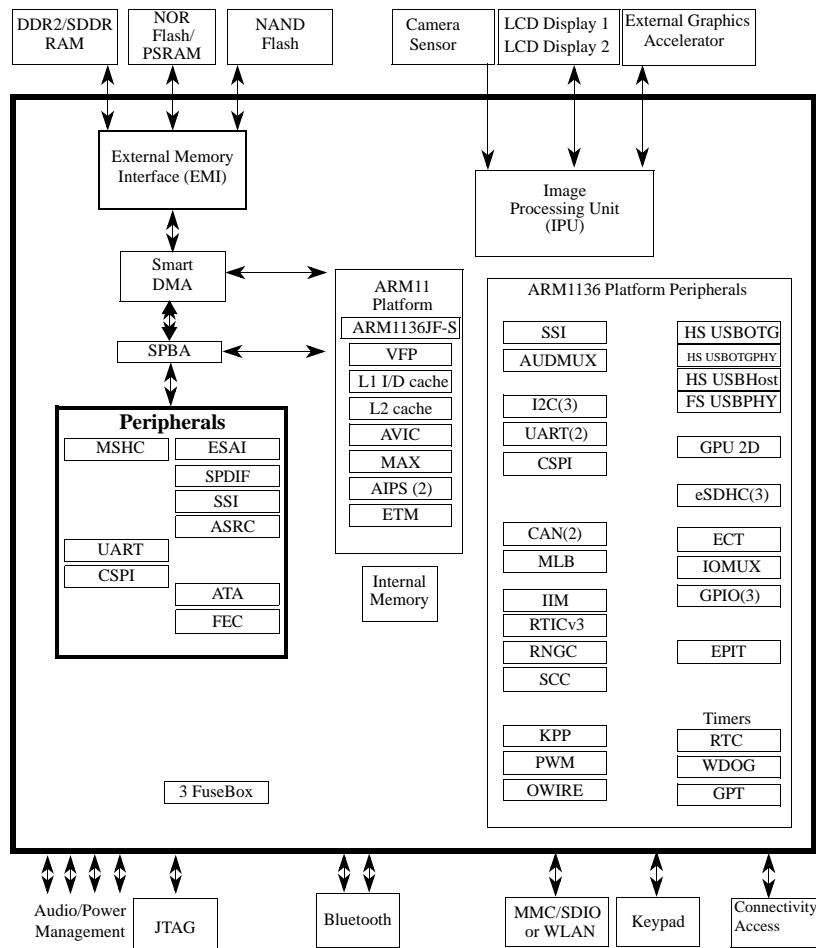 DDR2/SDDR
RAM
NOR
Flash/
PSRAM
NAND
Flash
Camera
Sensor
LCD Display 1
LCD Display 2
External Graphics
Accelerator
External Memory
Interface (EMI)
Image
Processing Unit
(IPU)
Smart
DMA
SPBA
Peripherals
MSHC
ESAI
SPDIF
SSI
ASRC
UART
CSPI
ATA
FEC
ARM11
Platform
ARM1136JF-S
VFP
L1 I/D cache
L2 cache
AVIC
MAX
AIPS (2)
ETM
Internal
Memory
ARM1136 Platform Peripherals
SSI
AUDMUX
I2C(3)
UART(2)
CSPI
CAN(2)
MLB
IIM
RTICv3
RNGC
SCC
KPP
PWM
OWIRE
HS USBOTG
HS USBOTGPHY
HS USBHost
FS USBPHY
GPU 2D
eSDHC(3)
ECT
IOMUX
GPIO(3)
EPIT
Timers
RTC
WDOG
GPT
3 FuseBox
Audio/Power
Management
JTAG
Bluetooth
MMC/SDIO
or WLAN
Keypad
Connectivity
Access